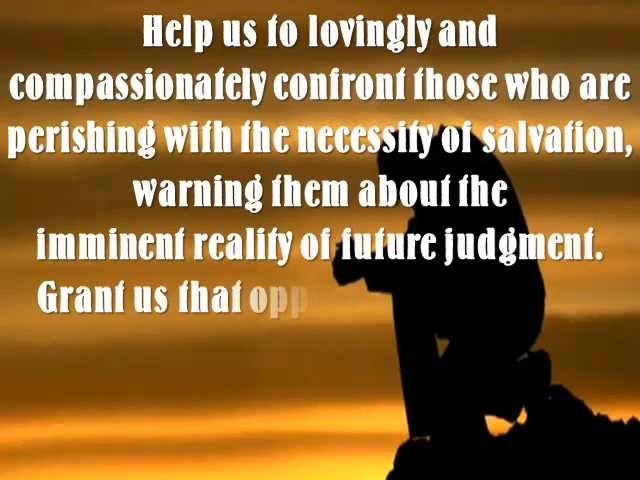 Help us to lovingly and
compassionately confront those who are
perishing with the necessity of salvation,
warning them about the
imminent reality of future judgment.
Grant us that opp